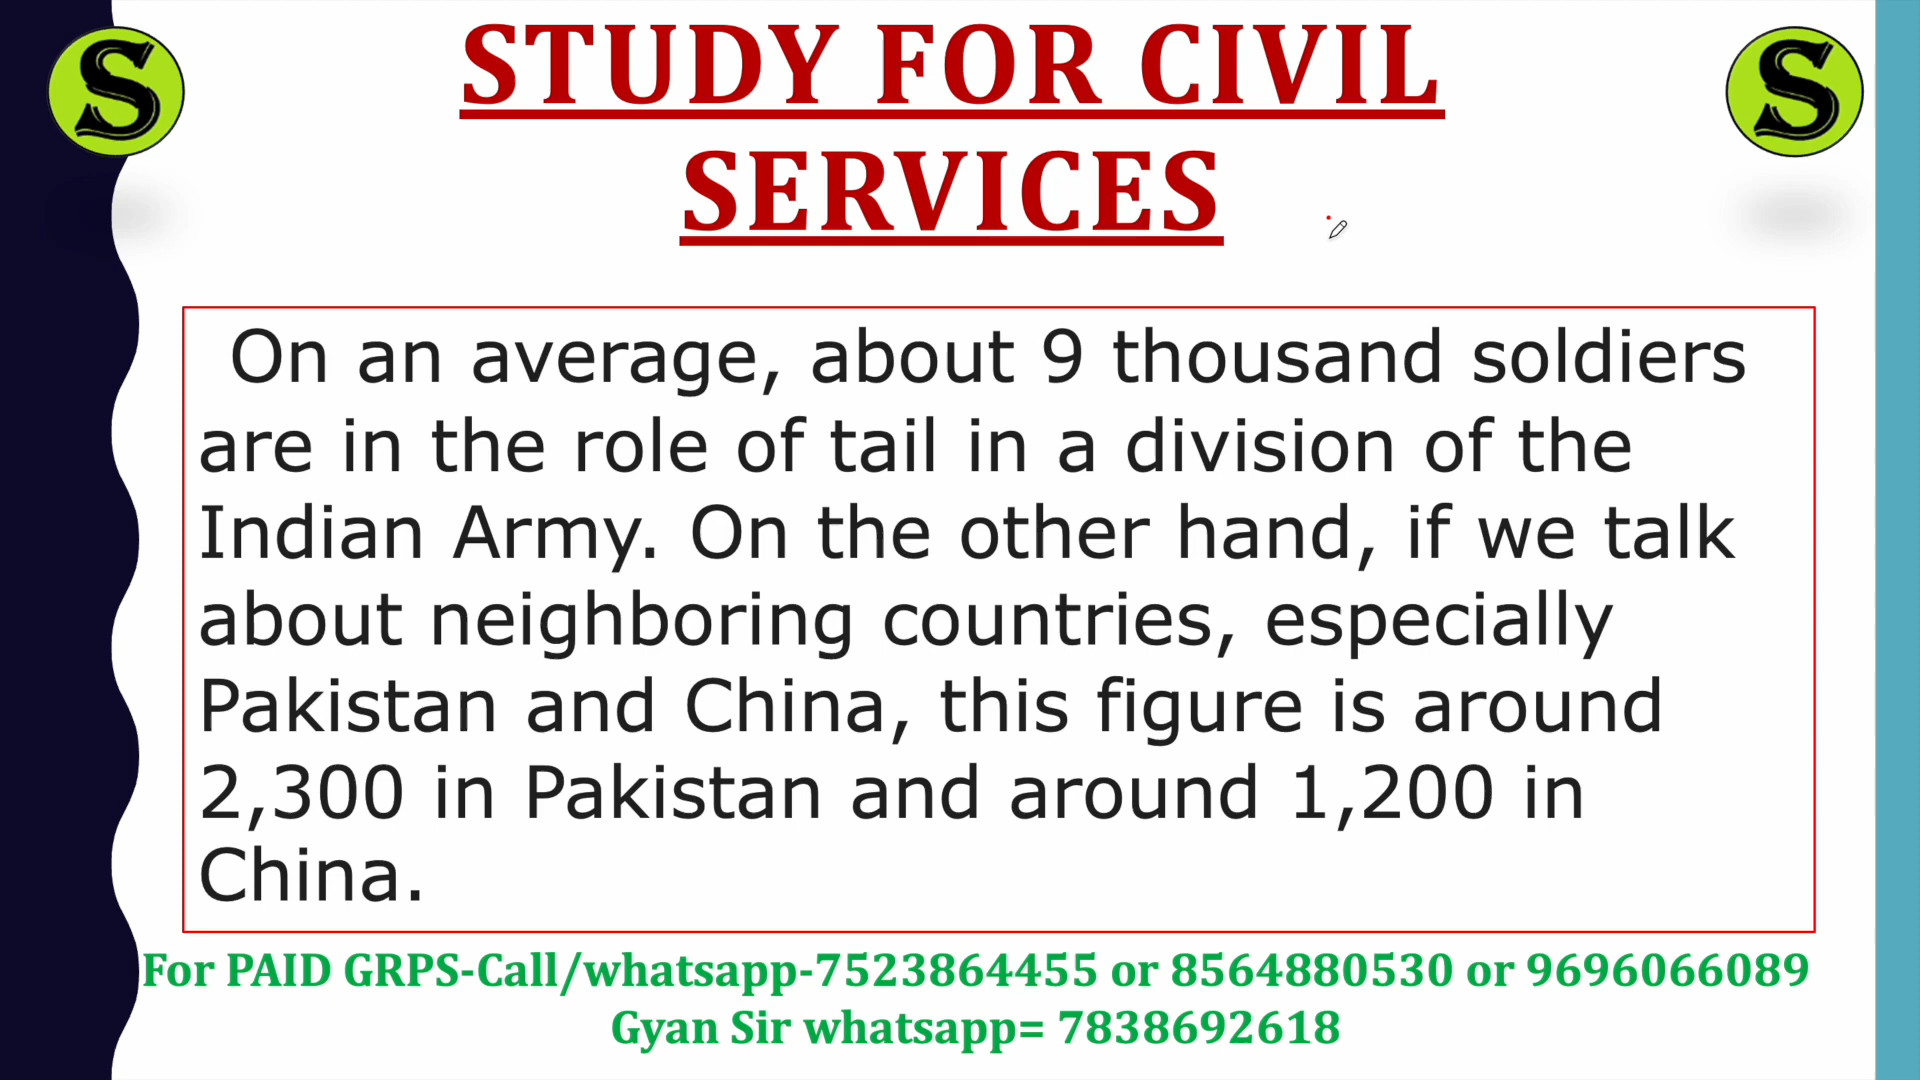 S
S
STUDY FOR CIVIL
SERVICES
On an average, about 9 thousand soldiers
are in the role of tail in a division of the
Indian Army. On the other hand, if we talk
about neighboring countries, especially
Pakistan and China, this figure is around
2,300 in Pakistan and around 1,200 in
China.
For PAID GRPS-Call/whatsapp-7523864455 or 8564880530 or 9696066089
Gyan Sir whatsapp= 7838692618